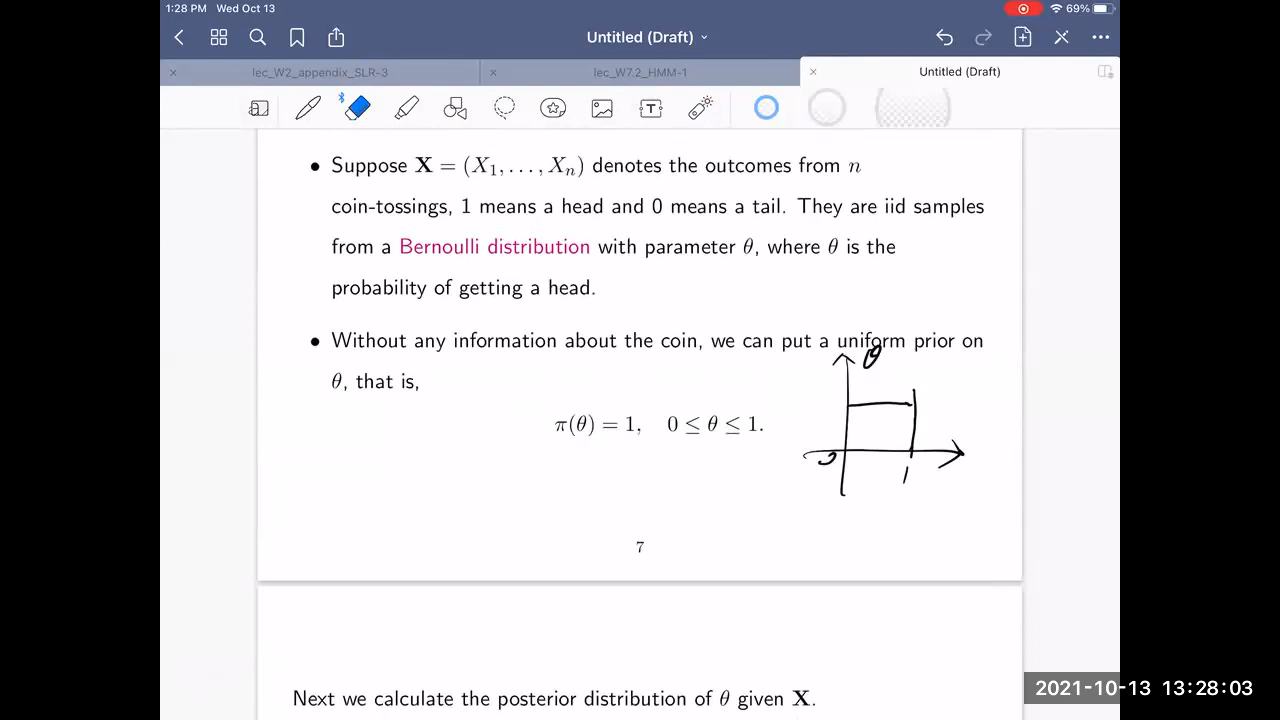 1:28 PM Wed Oct 13
69%
Untitled (Draft)
lec_W2_appendix_SLR-3
lec_W7.2_HMM-1
Untitled (Draft)
• Suppose X = (X₁, . . . , Xₙ) denotes the outcomes from n
coin-tossings, 1 means a head and 0 means a tail. They are iid samples
from a Bernoulli distribution with parameter θ, where θ is the
probability of getting a head.
• Without any information about the coin, we can put a uniform prior on
θ, that is,
θ
π(θ) = 1, 0 ≤ θ ≤ 1.
0
1
7
Next we calculate the posterior distribution of θ given X.
2021-10-13 13:28:03